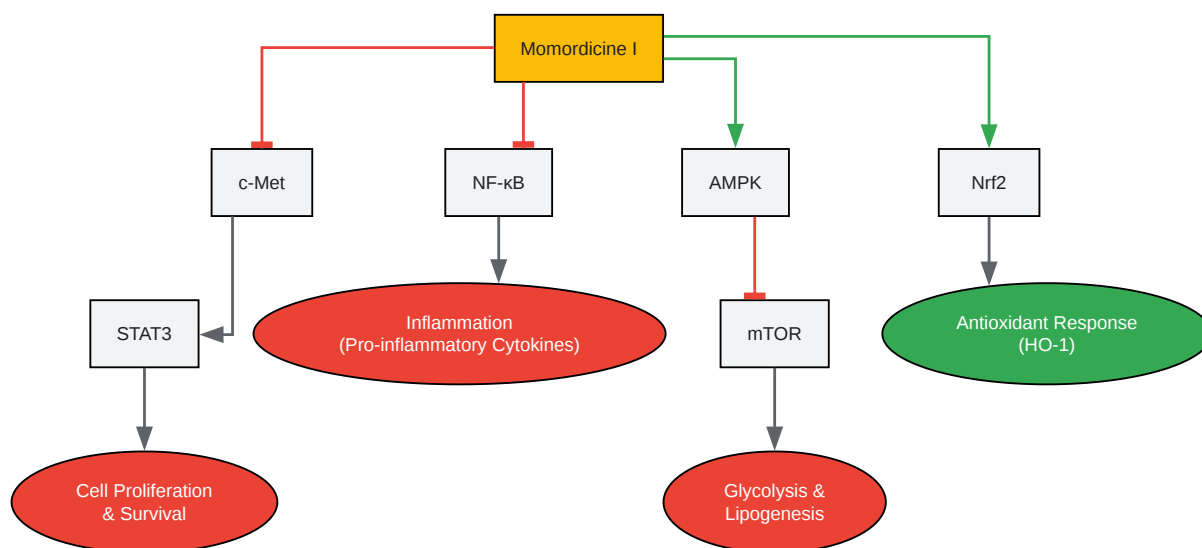 Momordicine I
c-Met
NF-κB
AMPK
Nrf2
STAT3
Inflammation
(Pro-inflammatory Cytokines)
mTOR
Antioxidant Response
(HO-1)
Cell Proliferation
& Survival
Glycolysis &
Lipogenesis